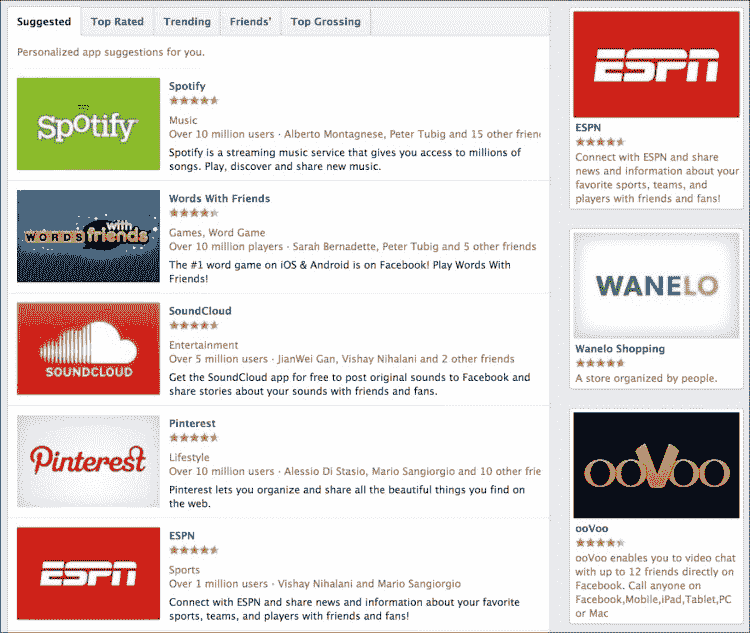 Suggested
Top Rated
Trending
Friends'
Top Grossing
Personalized app suggestions for you.
Spotify
Spotify
Music
Over 10 million users · Alberto Montagnese, Peter Tubig and 15 other frien
Spotify is a streaming music service that gives you access to millions of
songs. Play, discover and share new music.
WORDS with friends
Words With Friends
Games, Word Game
Over 10 million players · Sarah Bernadette, Peter Tubig and 5 other friends
The #1 word game on iOS & Android is on Facebook! Play Words With
Friends!
SOUNDCLOUD
SoundCloud
Entertainment
Over 5 million users · JianWei Gan, Vishay Nihalani and 2 other friends
Get the SoundCloud app for free to post original sounds to Facebook and
share stories about your sounds with friends and fans.
Pinterest
Pinterest
Lifestyle
Over 10 million users · Alessio Di Stasio, Mario Sangiorgio and 10 other frie
Pinterest lets you organize and share all the beautiful things you find on
the web.
ESPN
ESPN
Sports
Over 1 million users · Vishay Nihalani and Mario Sangiorgio
Connect with ESPN and share news and information about your favorite
sports, teams, and players with friends and fans!
ESPN
ESPN
Connect with ESPN and share
news and information about your
favorite sports, teams, and
players with friends and fans!
WANELO
Wanelo Shopping
A store organized by people.
ooVoo
ooVoo
ooVoo enables you to video chat
with up to 12 friends directly on
Facebook. Call anyone on
Facebook,Mobile,iPad,Tablet,PC
or Mac